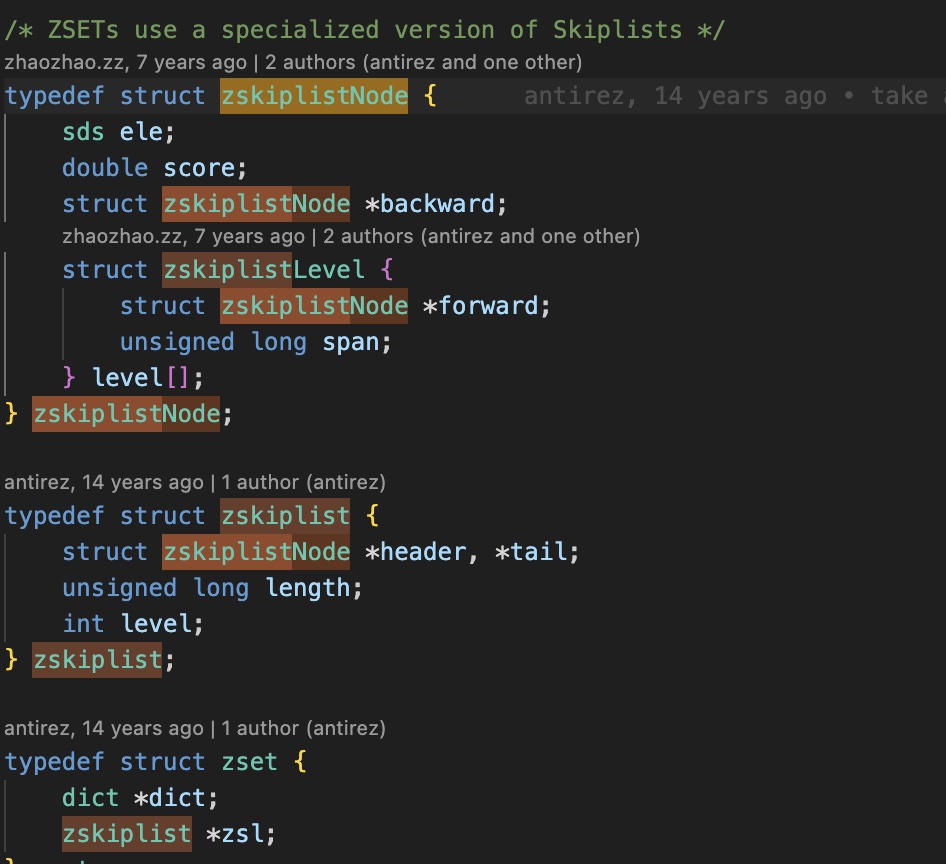 /* ZSETs use a specialized version of Skiplists */
zhaozhao.zz, 7 years ago | 2 authors (antirez and one other)
typedef struct zskiplistNode {    antirez, 14 years ago • take
    sds ele;
    double score;
    struct zskiplistNode *backward;
    zhaozhao.zz, 7 years ago | 2 authors (antirez and one other)
    struct zskiplistLevel {
        struct zskiplistNode *forward;
        unsigned long span;
    } level[];
} zskiplistNode;
antirez, 14 years ago | 1 author (antirez)
typedef struct zskiplist {
    struct zskiplistNode *header, *tail;
    unsigned long length;
    int level;
} zskiplist;
antirez, 14 years ago | 1 author (antirez)
typedef struct zset {
    dict *dict;
    zskiplist *zsl;